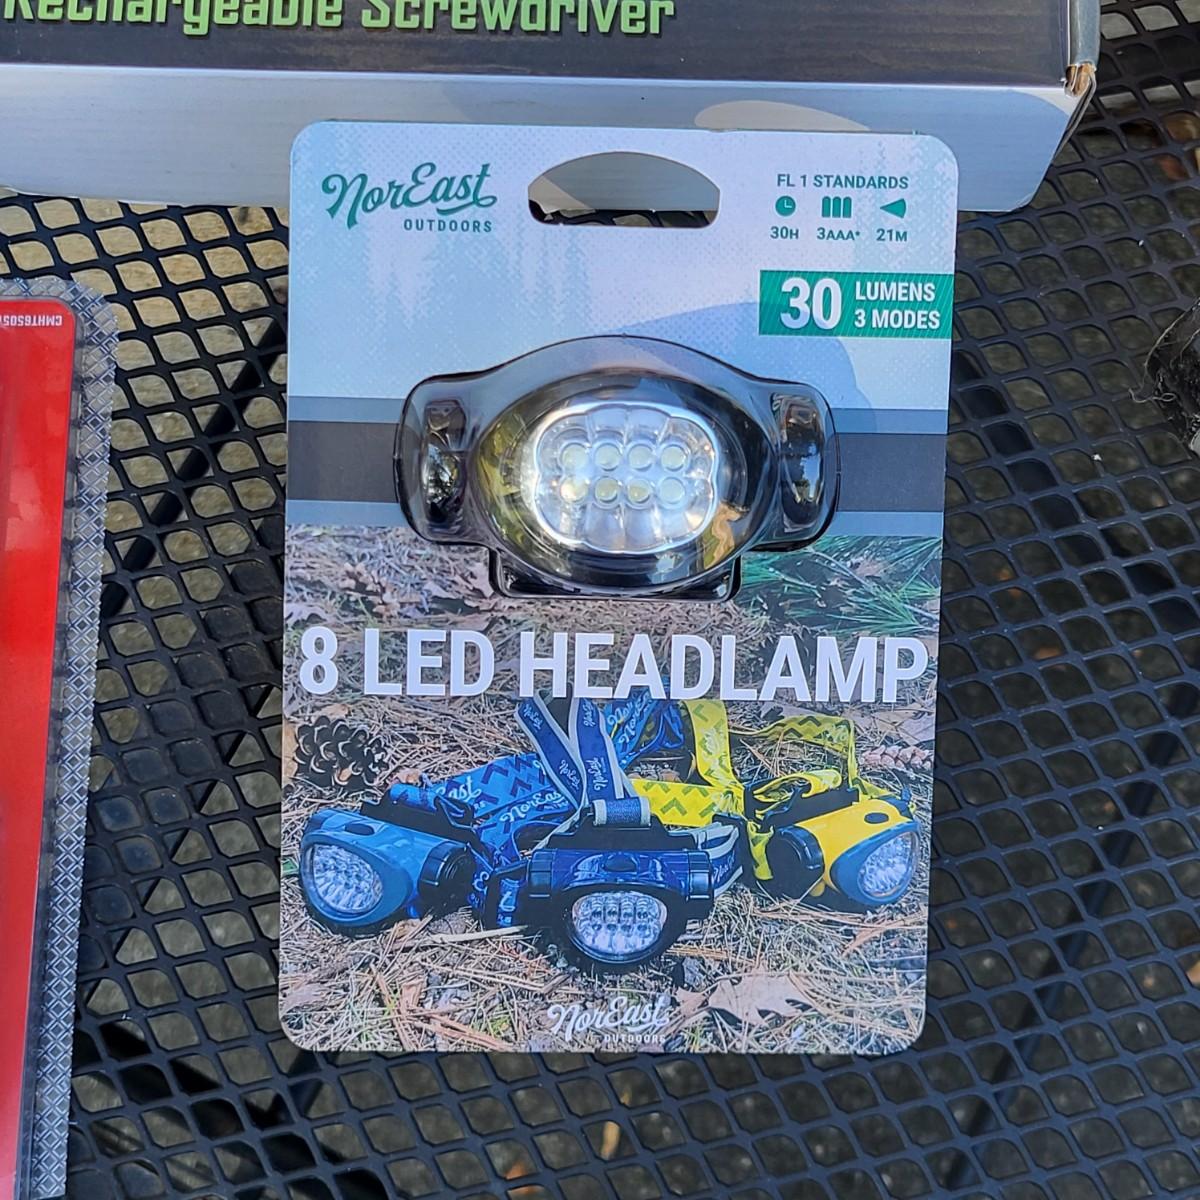 Rechargeable Screwdriver
NorEast
OUTDOORS
FL 1 STANDARDS
30H 3AAA* 21M
30 LUMENS
3 MODES
8 LED HEADLAMP
NorEast
OUTDOORS